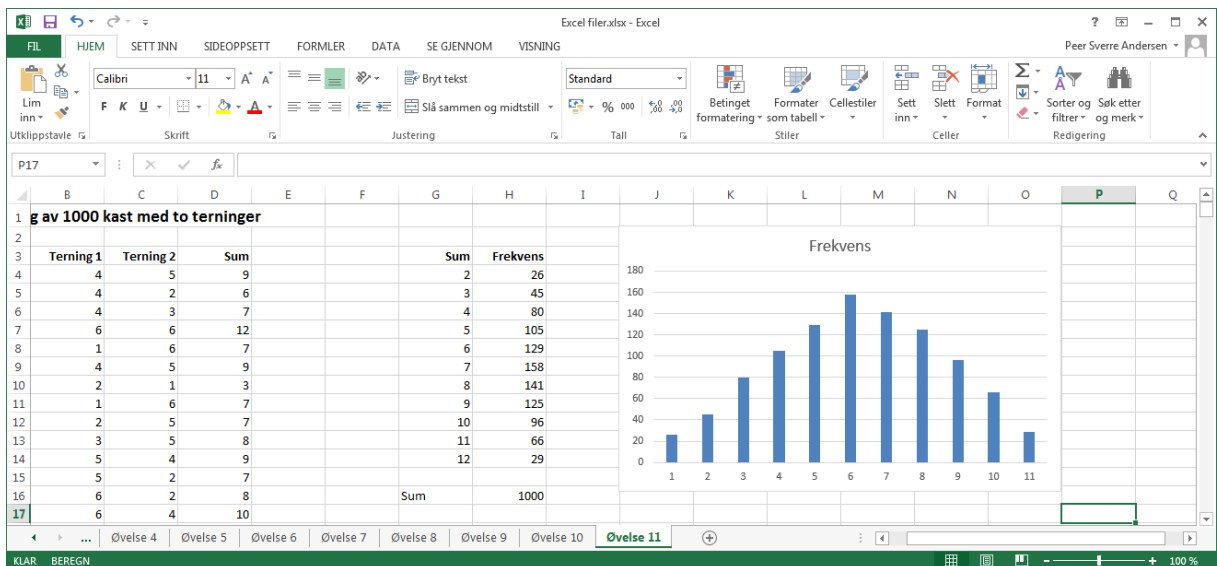 Excel filer.xlsx - Excel
?
FIL HJEM SETT INN SIDEOPPSETT FORMLER DATA SE GJENNOM VISNING Peer Sverre Andersen
Lim inn
Utklippstavle
Calibri 11 A A
F K U A
Skrift
Bryt tekst
Slå sammen og midtstill
Justering
Standard
% 000 ,00 ,0
Tall
Betinget formatering
Formater som tabell
Cellestiler
Stiler
Sett inn
Slett
Format
Celler
Σ
Sorter og filtrer
Søk etter og merk
Redigering
P17 fx
B C D E F G H I J K L M N O P Q
1 g av 1000 kast med to terninger
2
3 Terning 1 Terning 2 Sum Sum Frekvens
4 4 5 9 2 26
5 4 2 6 3 45
6 4 3 7 4 80
7 6 6 12 5 105
8 1 6 7 6 129
9 4 5 9 7 158
10 2 1 3 8 141
11 1 6 7 9 125
12 2 5 7 10 96
13 3 5 8 11 66
14 5 4 9 12 29
15 5 2 7
16 6 2 8 Sum 1000
17 6 4 10
Frekvens
180
160
140
120
100
80
60
40
20
0
1 2 3 4 5 6 7 8 9 10 11
... Øvelse 4 Øvelse 5 Øvelse 6 Øvelse 7 Øvelse 8 Øvelse 9 Øvelse 10 Øvelse 11
KLAR BEREGN 100 %